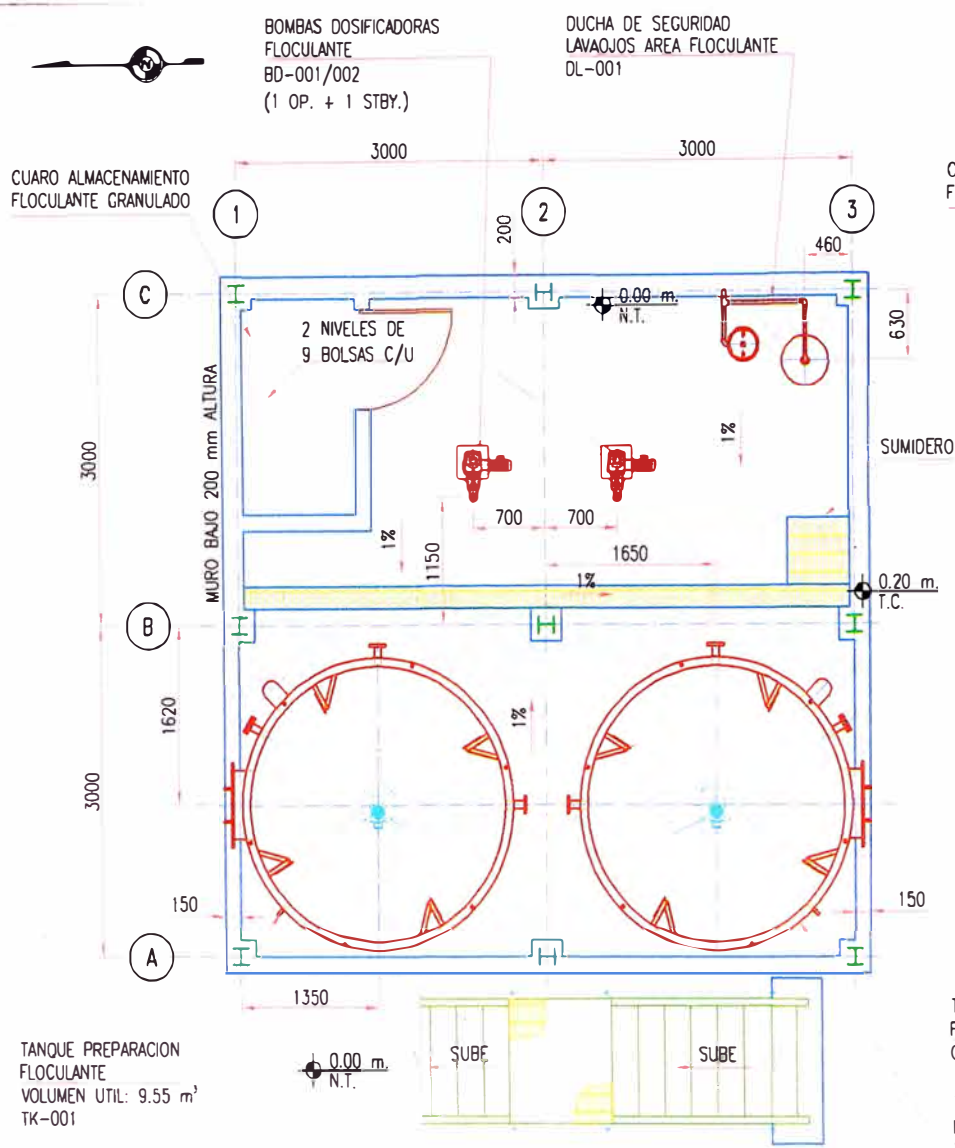 N
BOMBAS DOSIFICADORAS
FLOCULANTE
BD-001/002
(1 OP. + 1 STBY.)
DUCHA DE SEGURIDAD
LAVAOJOS AREA FLOCULANTE
DL-001
3000
3000
CUARO ALMACENAMIENTO
FLOCULANTE GRANULADO
C
F
1
2
3
200
460
C
0.00 m.
N.T.
630
2 NIVELES DE
9 BOLSAS C/U
MURO BAJO 200 mm ALTURA
3000
1%
SUMIDERO
700
700
1%
1150
1650
1%
0.20 m.
T.C.
B
1620
1%
3000
150
150
A
1350
TANQUE PREPARACION
FLOCULANTE
VOLUMEN UTIL: 9.55 m³
TK-001
0.00 m.
N.T.
SUBE
SUBE
T
F